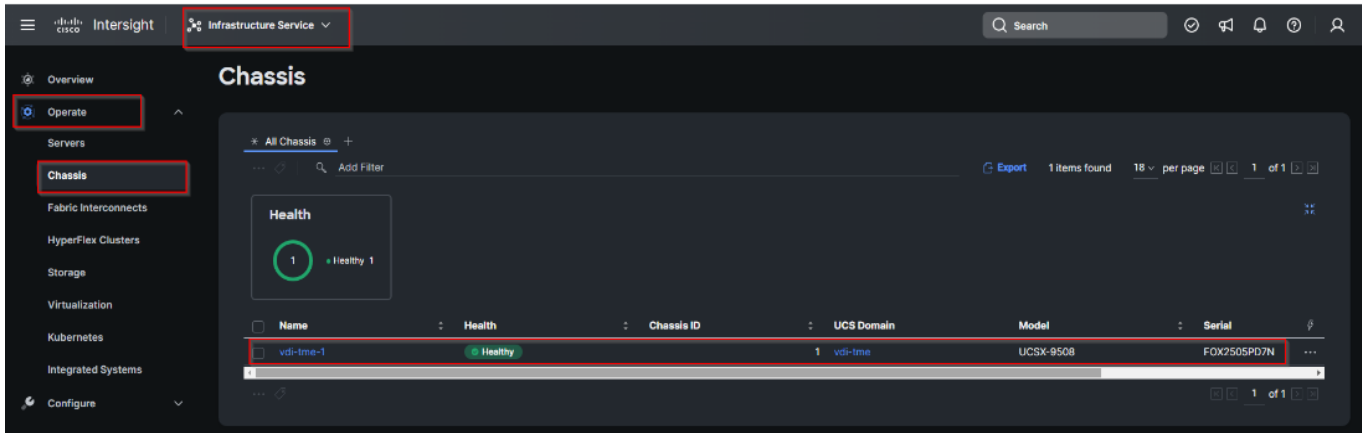 cisco Intersight Infrastructure Service Search
Overview
Operate
Servers
Chassis
Fabric Interconnects
HyperFlex Clusters
Storage
Virtualization
Kubernetes
Integrated Systems
Configure
Chassis
All Chassis +
... Add Filter Export 1 items found 18 per page 1 of 1
Health
1 Healthy 1
Name Health Chassis ID UCS Domain Model Serial
vdi-tme-1 Healthy 1 vdi-tme UCSX-9508 FOX2505PD7N ...
... 1 of 1